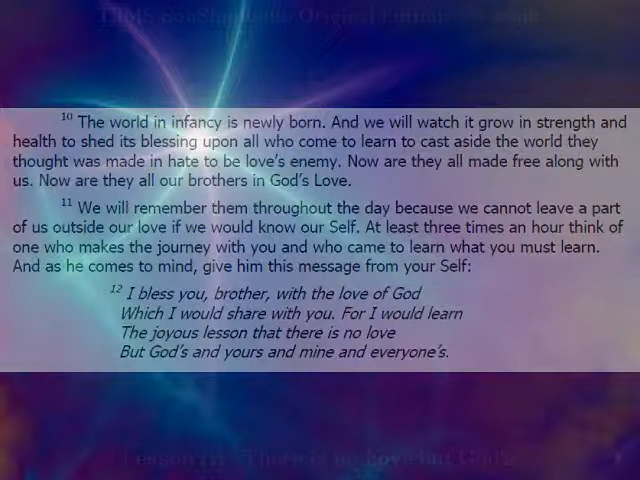 10 The world in infancy is newly born. And we will watch it grow in strength and
health to shed its blessing upon all who come to learn to cast aside the world they
thought was made in hate to be love's enemy. Now are they all made free along with
us. Now are they all our brothers in God's Love.
11 We will remember them throughout the day because we cannot leave a part
of us outside our love if we would know our Self. At least three times an hour think of
one who makes the journey with you and who came to learn what you must learn.
And as he comes to mind, give him this message from your Self:
12 I bless you, brother, with the love of God
Which I would share with you. For I would learn
The joyous lesson that there is no love
But God's and yours and mine and everyone's.